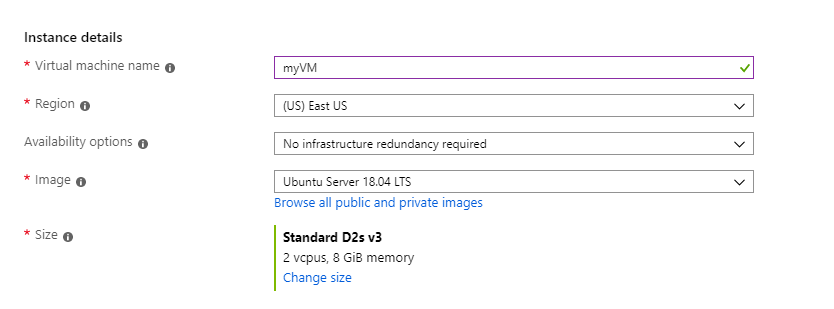 Instance details
* Virtual machine name
myVM
* Region
(US) East US
Availability options
No infrastructure redundancy required
* Image
Ubuntu Server 18.04 LTS
Browse all public and private images
* Size
Standard D2s v3
2 vcpus, 8 GiB memory
Change size